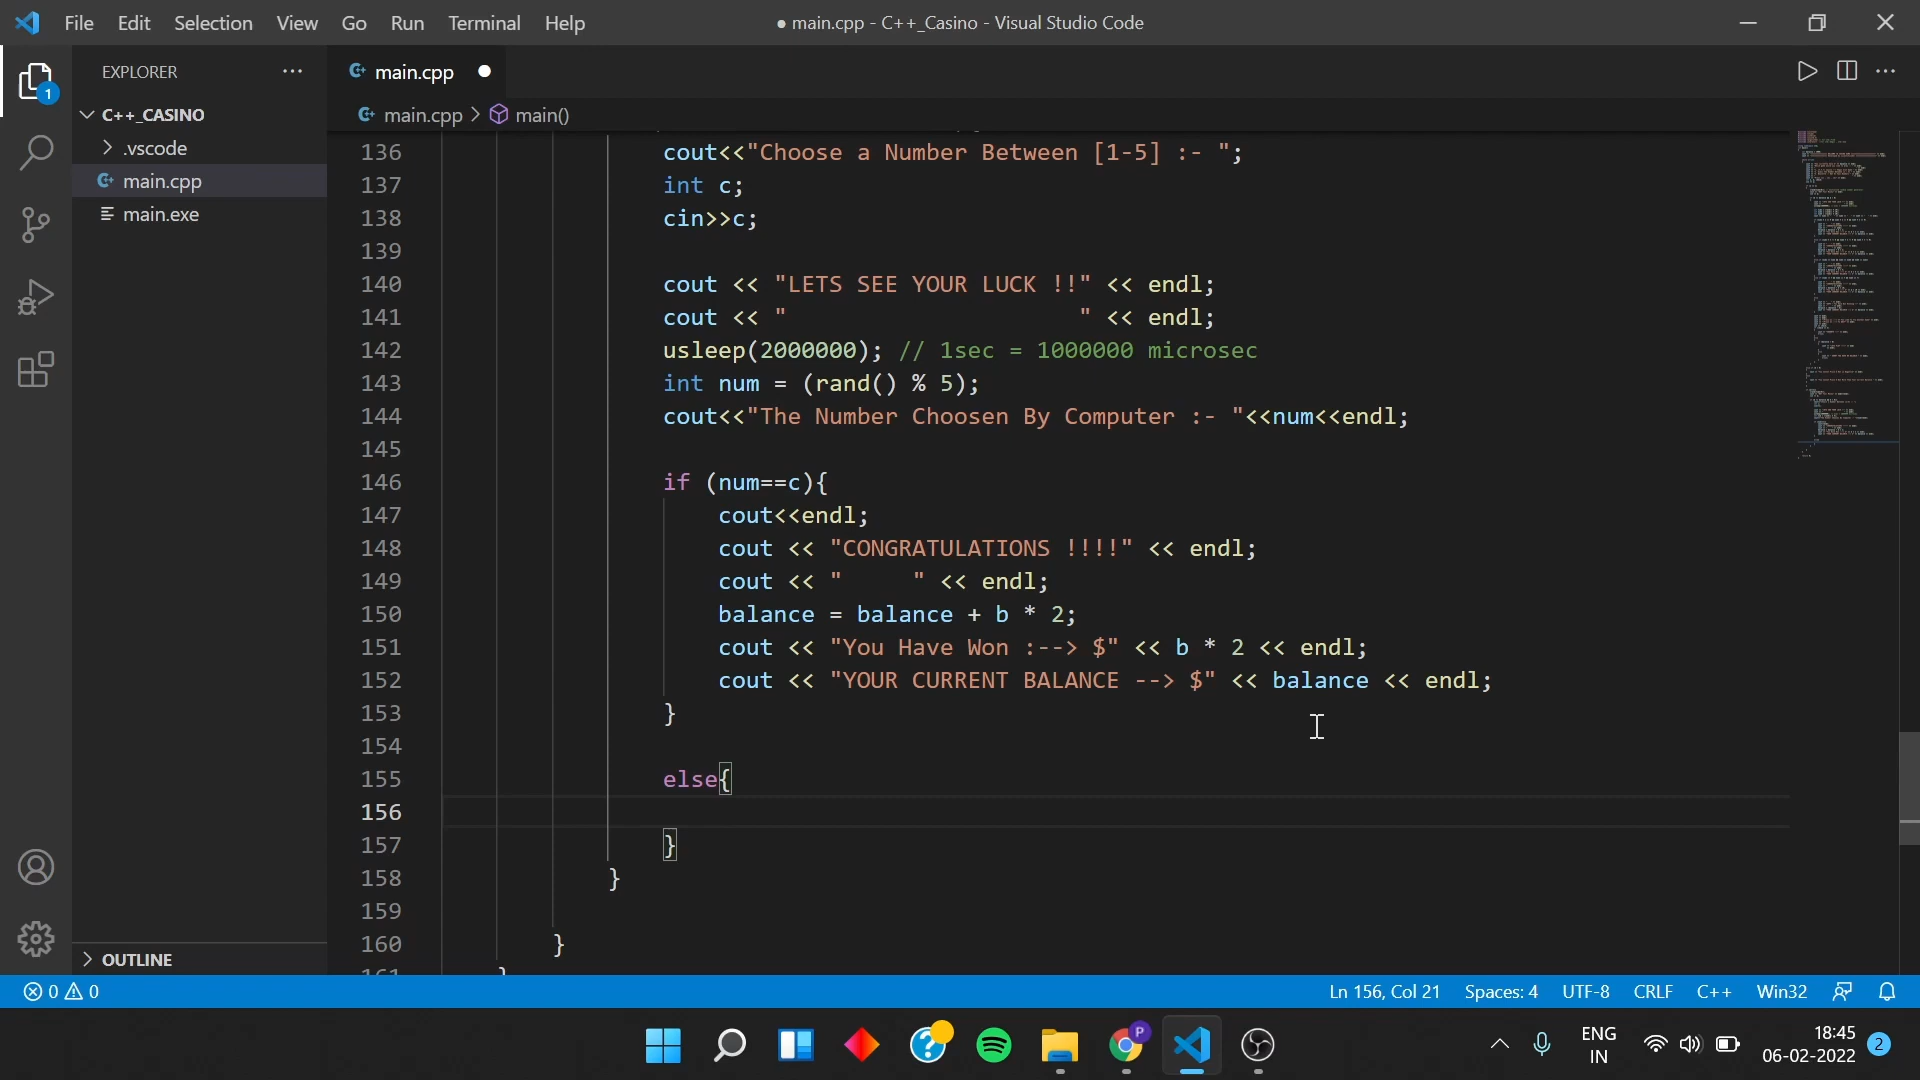 File Edit Selection View Go Run Terminal Help ● main.cpp - C++_Casino - Visual Studio Code
EXPLORER ···
main.cpp ●
C++_CASINO
main.cpp > main()
.vscode
main.cpp
main.exe
136 cout<<"Choose a Number Between [1-5] :- ";
137 int c;
138 cin>>c;
139
140 cout << "LETS SEE YOUR LUCK !!" << endl;
141 cout << "                     " << endl;
142 usleep(2000000); // 1sec = 1000000 microsec
143 int num = (rand() % 5);
144 cout<<"The Number Choosen By Computer :- "<<num<<endl;
145
146 if (num==c){
147 cout<<endl;
148 cout << "CONGRATULATIONS !!!!" << endl;
149 cout << "     " << endl;
150 balance = balance + b * 2;
151 cout << "You Have Won :--> $" << b * 2 << endl;
152 cout << "YOUR CURRENT BALANCE --> $" << balance << endl;
153 }
154
155 else{
156
157 }
158 }
159
160 }
161 }
OUTLINE
1
0 0 Ln 156, Col 21 Spaces: 4 UTF-8 CRLF C++ Win32
P
ENG
IN
18:45
06-02-2022
2